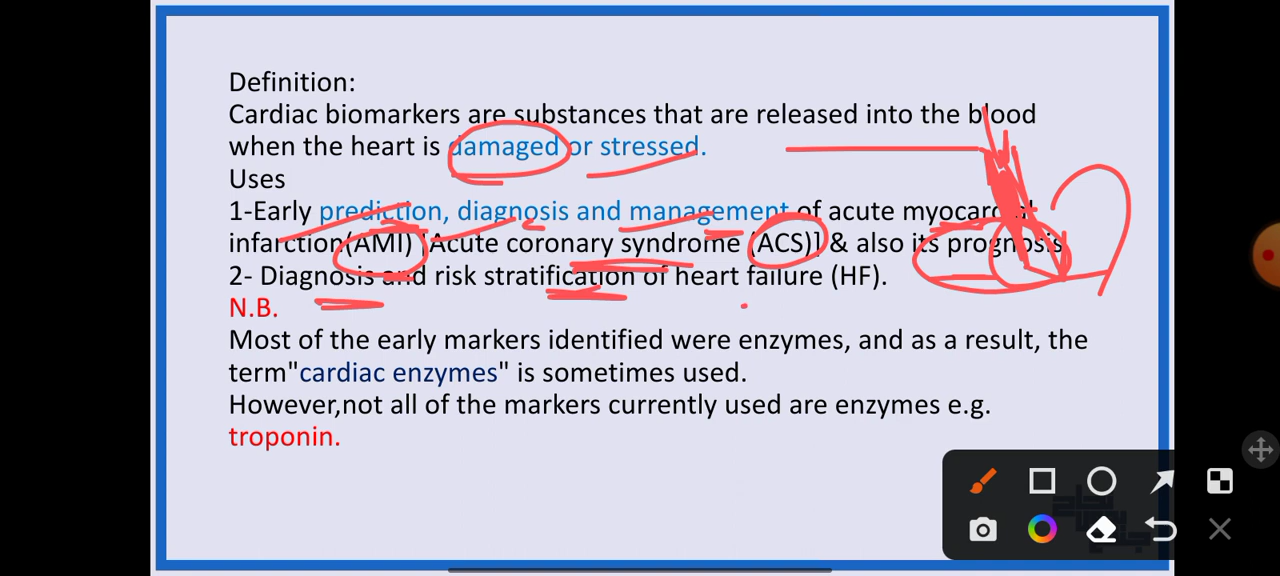 Definition:
Cardiac biomarkers are substances that are released into the blood
when the heart is damaged or stressed.
Uses
1-Early prediction, diagnosis and management of acute myocardial
infarction(AMI) [Acute coronary syndrome (ACS)] & also its prognosis
2- Diagnosis and risk stratification of heart failure (HF).
N.B.
Most of the early markers identified were enzymes, and as a result, the
term"cardiac enzymes" is sometimes used.
However,not all of the markers currently used are enzymes e.g.
troponin.